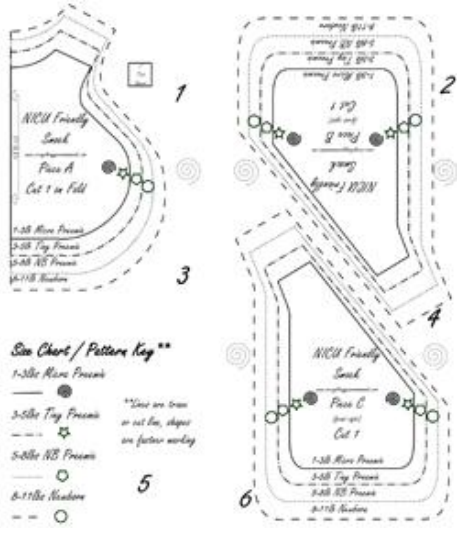 1
NICU Friendly
Smock
Piece A
Cut 1 on Fold
1-3lb Micro Preemie
3-5lb Tiny Preemie
5-8lb NB Preemie
8-11lb Newborn
3
8-11lb Newborn
5-8lb NB Preemie
3-5lb Tiny Preemie
1-3lb Micro Preemie
2
Cut 1
Piece B
Smock
NICU Friendly
4
NICU Friendly
Smock
Piece C
Cut 1
1-3lb Micro Preemie
3-5lb Tiny Preemie
5-8lb NB Preemie
8-11lb Newborn
6
Size Chart / Pattern Key **
1-3lbs Micro Preemie
3-5lbs Tiny Preemie
5-8lbs NB Preemie
8-11lbs Newborn
**Lines are trace
or cut line, shapes
are fastener marking
5